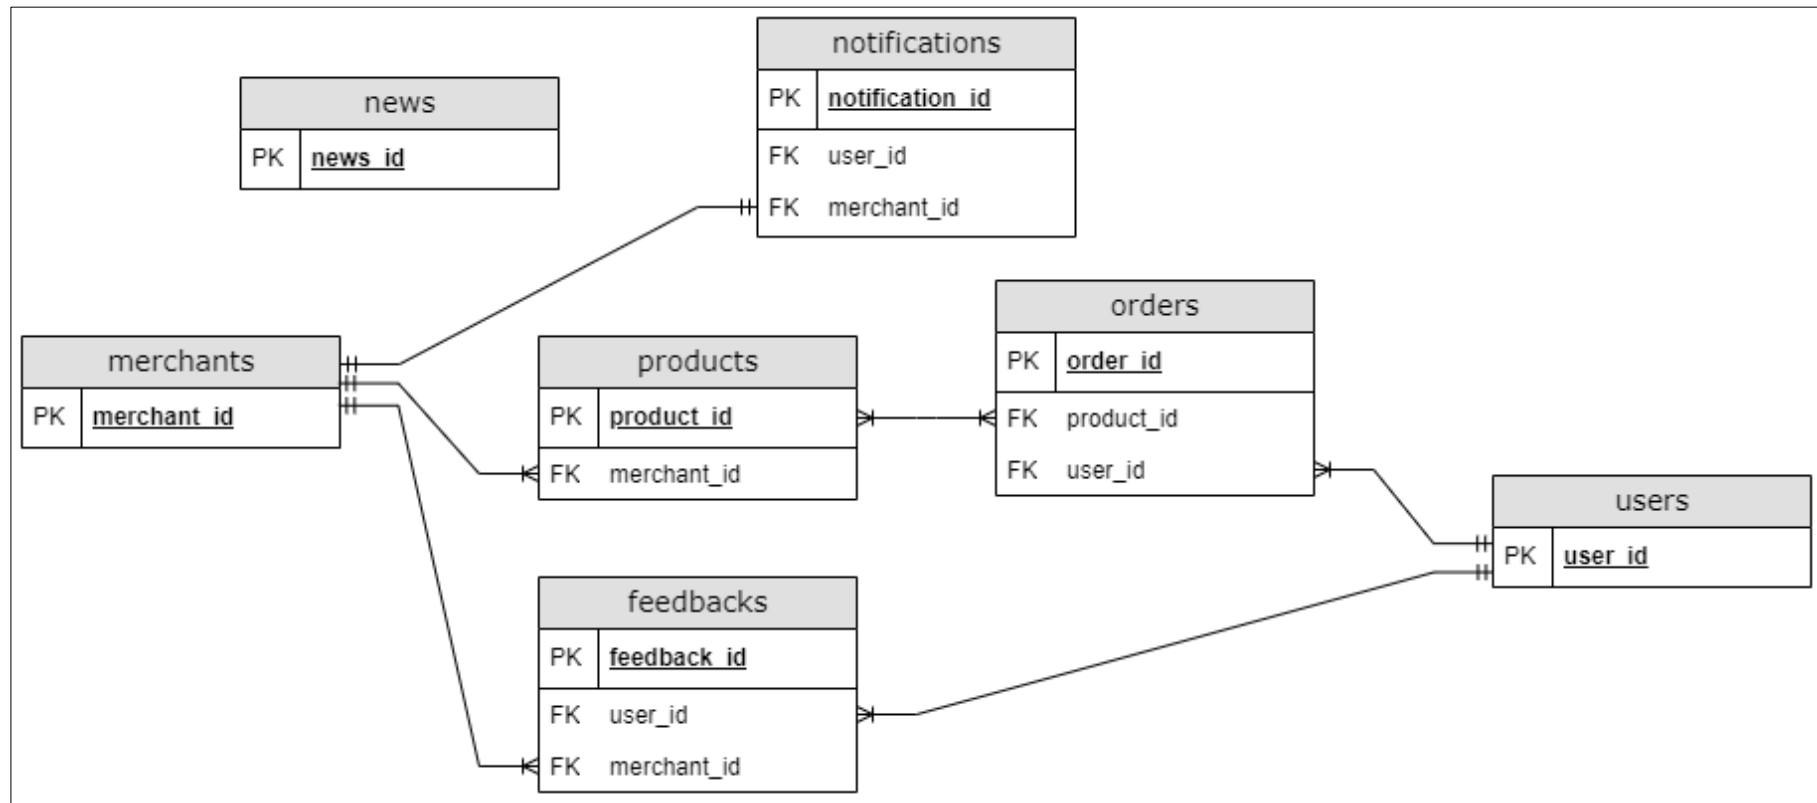 notifications
PK notification_id
FK user_id
FK merchant_id
news
PK news_id
orders
PK order_id
FK product_id
FK user_id
merchants
PK merchant_id
products
PK product_id
FK merchant_id
users
PK user_id
feedbacks
PK feedback_id
FK user_id
FK merchant_id